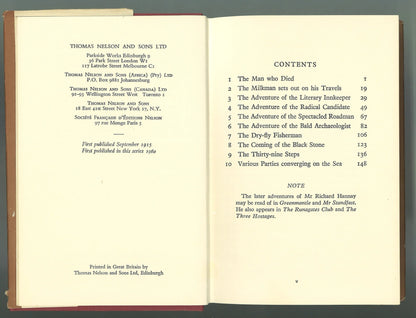 THOMAS NELSON AND SONS LTD
Parkside Works Edinburgh 9
36 Park Street London W1
117 Latrobe Street Melbourne C1
THOMAS NELSON AND SONS (AFRICA) (PTY) LTD
P.O. Box 9881 Johannesburg
THOMAS NELSON AND SONS (CANADA) LTD
91-93 Wellington Street West Toronto 1
THOMAS NELSON AND SONS
18 East 41st Street New York 17, N.Y.
SOCIÉTÉ FRANÇAISE D'ÉDITIONS NELSON
97 rue Monge Paris 5
First published September 1915
First published in this series 1960
Printed in Great Britain by
Thomas Nelson and Sons Ltd, Edinburgh
CONTENTS
1 The Man who Died 1
2 The Milkman sets out on his Travels 19
3 The Adventure of the Literary Innkeeper 29
4 The Adventure of the Radical Candidate 49
5 The Adventure of the Spectacled Roadman 67
6 The Adventure of the Bald Archaeologist 82
7 The Dry-fly Fisherman 106
8 The Coming of the Black Stone 123
9 The Thirty-nine Steps 136
10 Various Parties converging on the Sea 148
NOTE
The later adventures of Mr Richard Hannay
may be read of in Greenmantle and Mr Standfast.
He also appears in The Runagates Club and The
Three Hostages.
v